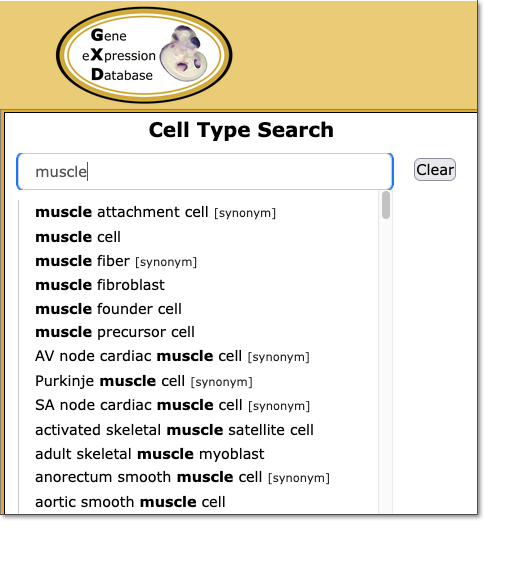 Gene
eXpression
Database
Cell Type Search
muscle
Clear
muscle attachment cell [synonym]
muscle cell
muscle fiber [synonym]
muscle fibroblast
muscle founder cell
muscle precursor cell
AV node cardiac muscle cell [synonym]
Purkinje muscle cell [synonym]
SA node cardiac muscle cell [synonym]
activated skeletal muscle satellite cell
adult skeletal muscle myoblast
anorectum smooth muscle cell [synonym]
aortic smooth muscle cell